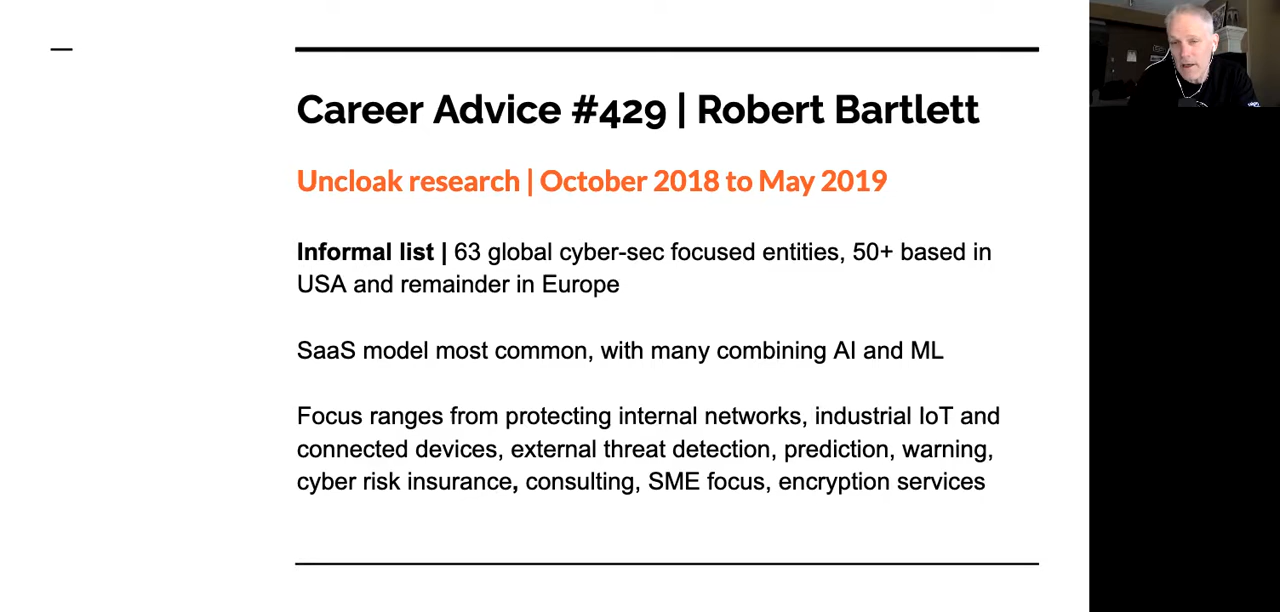 Career Advice #429 | Robert Bartlett
Uncloak research | October 2018 to May 2019
Informal list | 63 global cyber-sec focused entities, 50+ based in
USA and remainder in Europe
SaaS model most common, with many combining AI and ML
Focus ranges from protecting internal networks, industrial IoT and
connected devices, external threat detection, prediction, warning,
cyber risk insurance, consulting, SME focus, encryption services